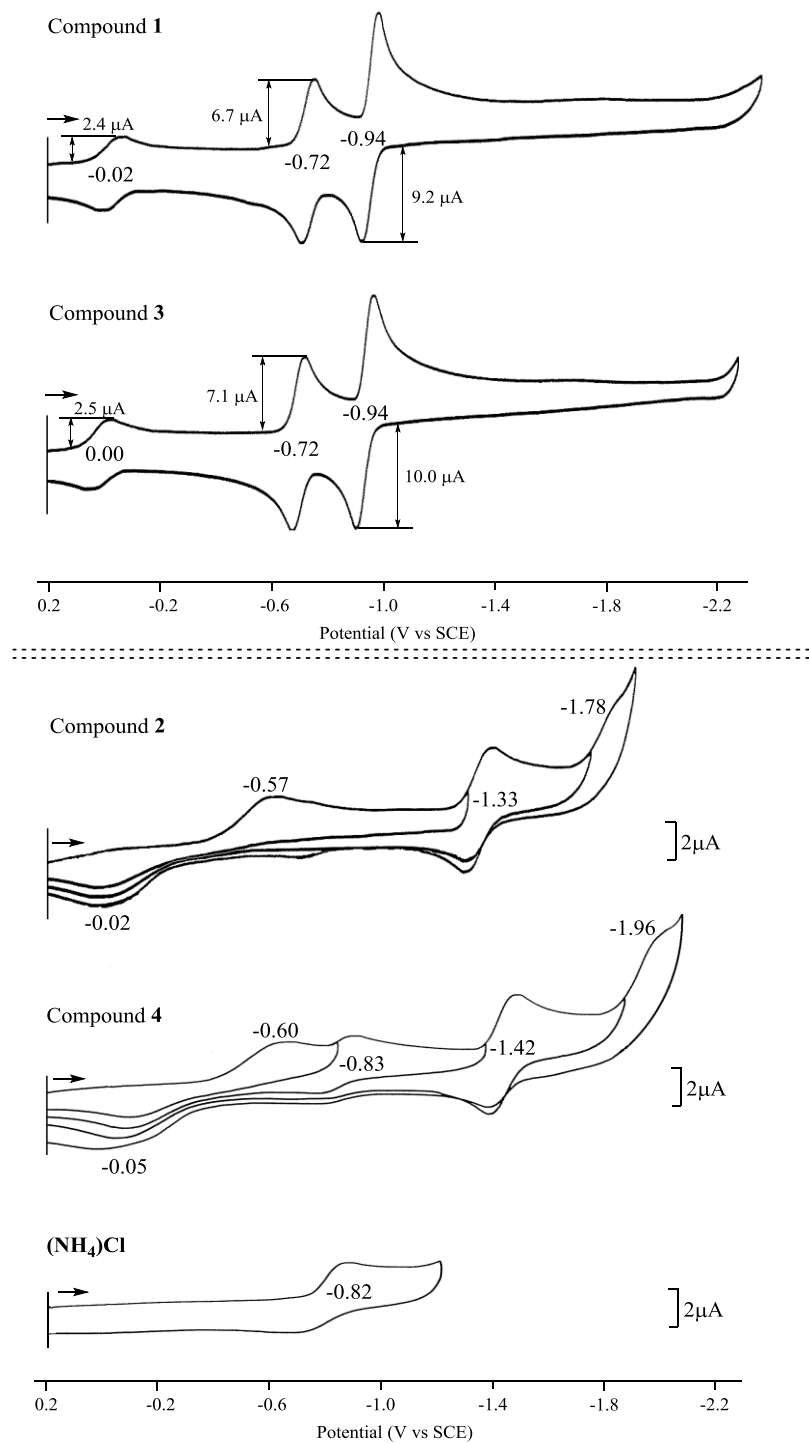 Compound 1
2.4 μA
6.7 μA
-0.02
-0.72
-0.94
9.2 μA
Compound 3
2.5 μA
7.1 μA
0.00
-0.72
-0.94
10.0 μA
0.2 -0.2 -0.6 -1.0 -1.4 -1.8 -2.2
Potential (V vs SCE)
Compound 2
-1.78
-0.57
-1.33
2μA
-0.02
-1.96
Compound 4
-0.60
-0.83
-1.42
2μA
-0.05
(NH4)Cl
-0.82
2μA
0.2 -0.2 -0.6 -1.0 -1.4 -1.8 -2.2
Potential (V vs SCE)